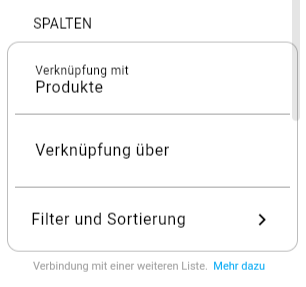 SPALTEN
Verknüpfung mit
Produkte
Verknüpfung über
Filter und Sortierung
Verbindung mit einer weiteren Liste. Mehr dazu